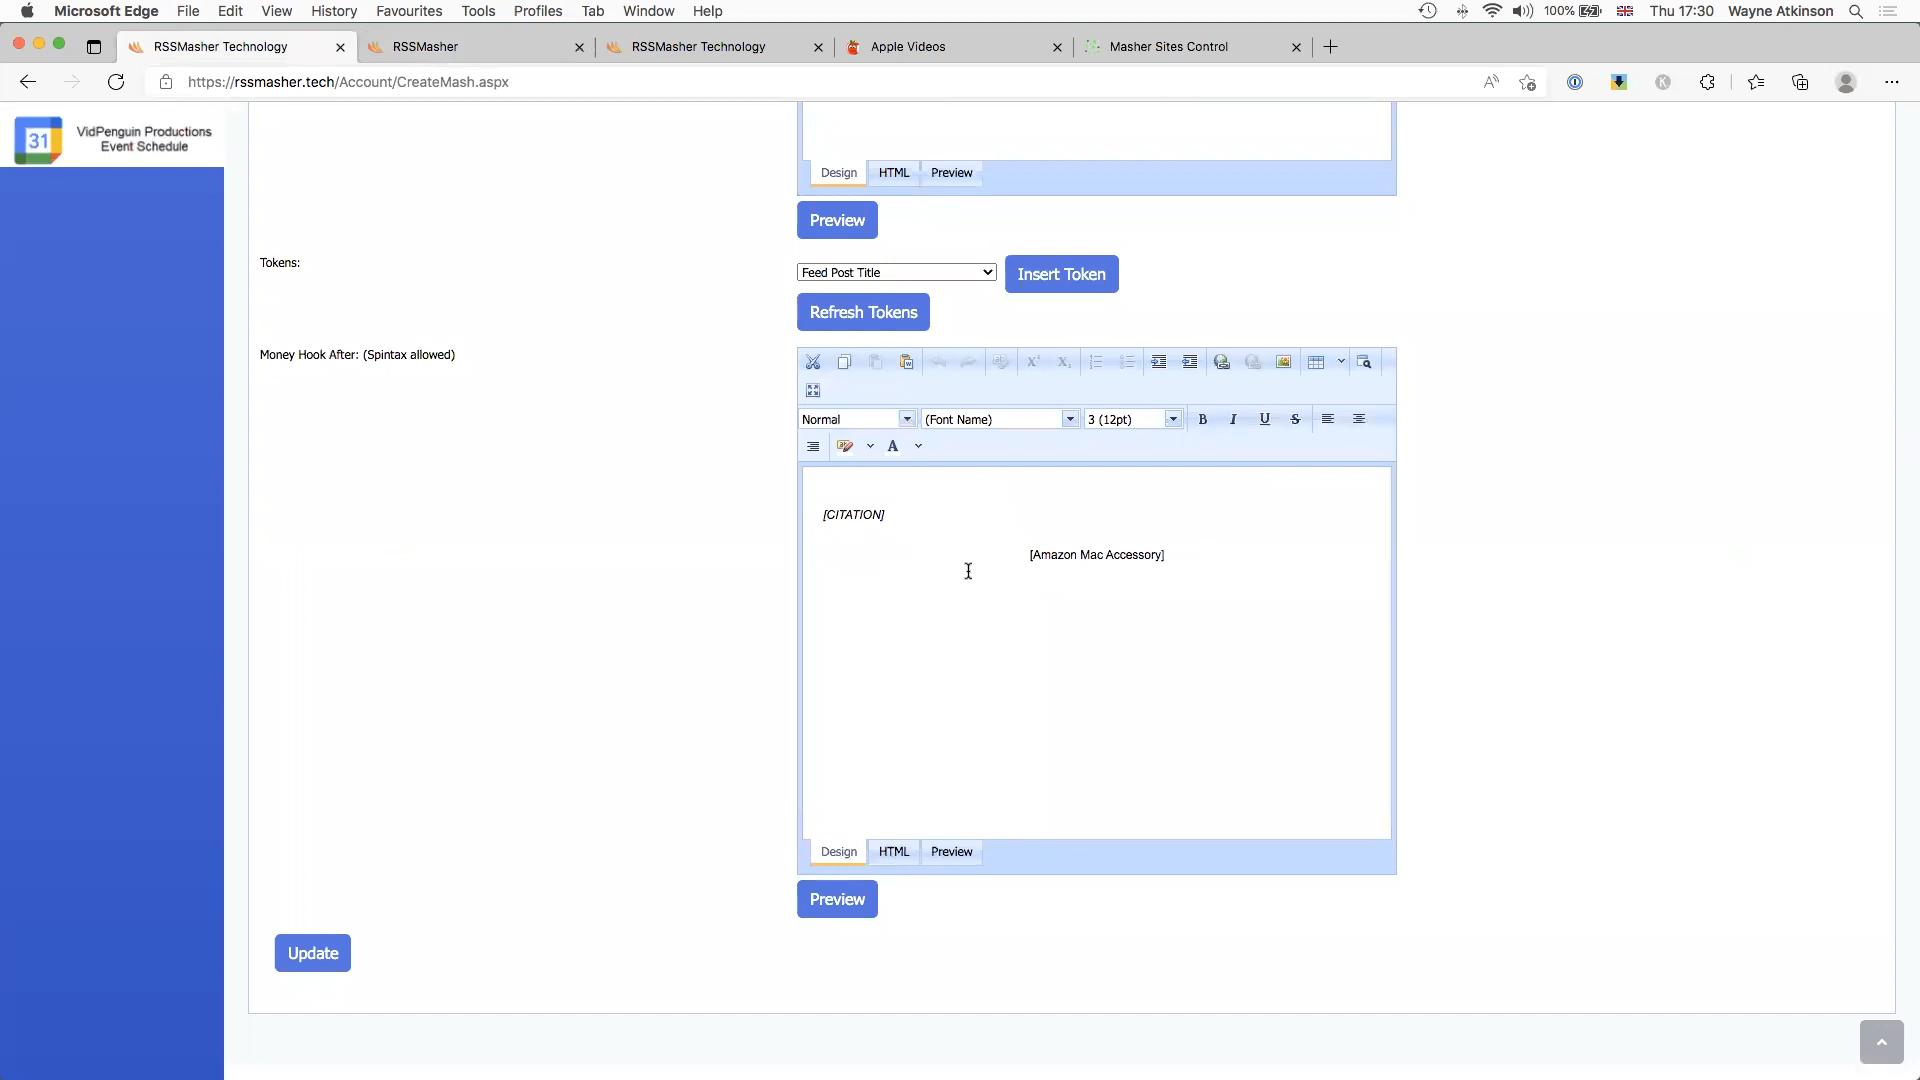 Microsoft Edge File Edit View History Favourites Tools Profiles Tab Window Help 100% Thu 17:30 Wayne Atkinson
RSSMasher Technology RSSMasher RSSMasher Technology Apple Videos Masher Sites Control
https://rssmasher.tech/Account/CreateMash.aspx
31 VidPenguin Productions
Event Schedule
Design HTML Preview
Preview
Tokens:
Feed Post Title Insert Token
Refresh Tokens
Money Hook After: (Spintax allowed)
Normal (Font Name) 3 (12pt) B I U S
A
[CITATION]
[Amazon Mac Accessory]
Design HTML Preview
Preview
Update